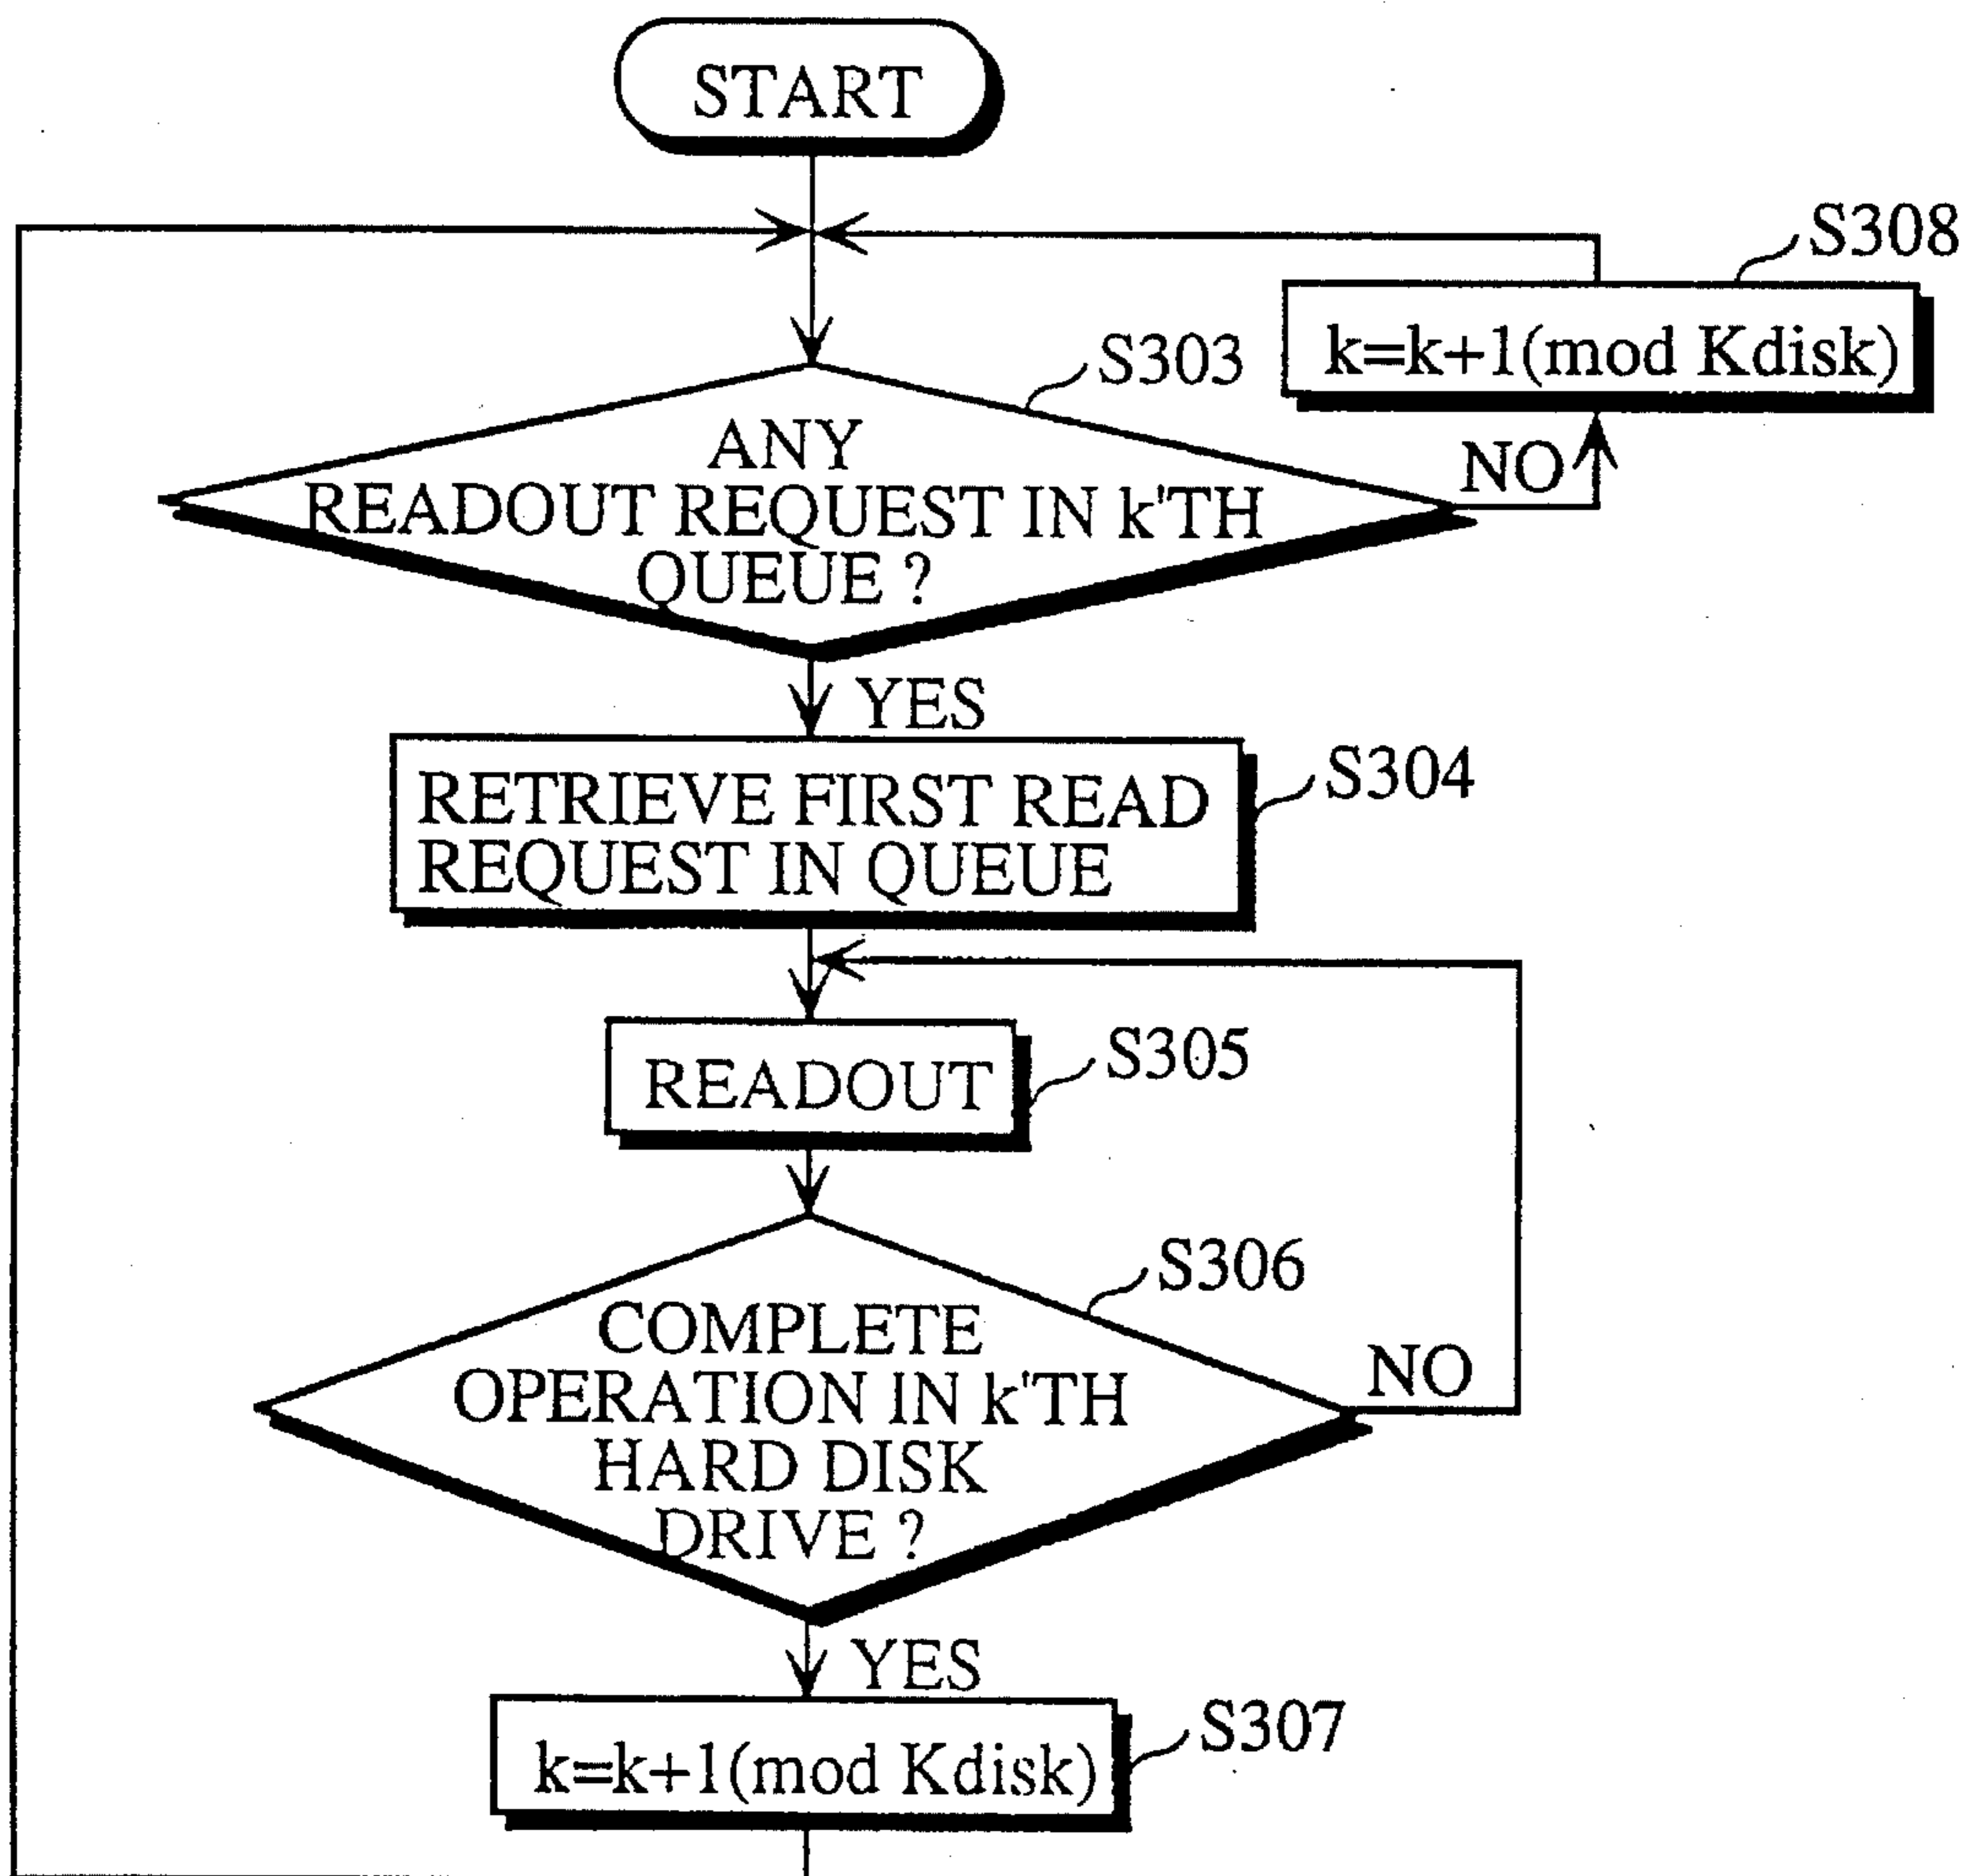 START
S308
k=k+1(mod Kdisk)
S303
NO
ANY
READOUT REQUEST IN k'TH
QUEUE ?
YES
RETRIEVE FIRST READ
REQUEST IN QUEUE
S304
READOUT
S305
S306
COMPLETE
OPERATION IN k'TH
HARD DISK
DRIVE ?
NO
YES
k=k+1(mod Kdisk)
S307